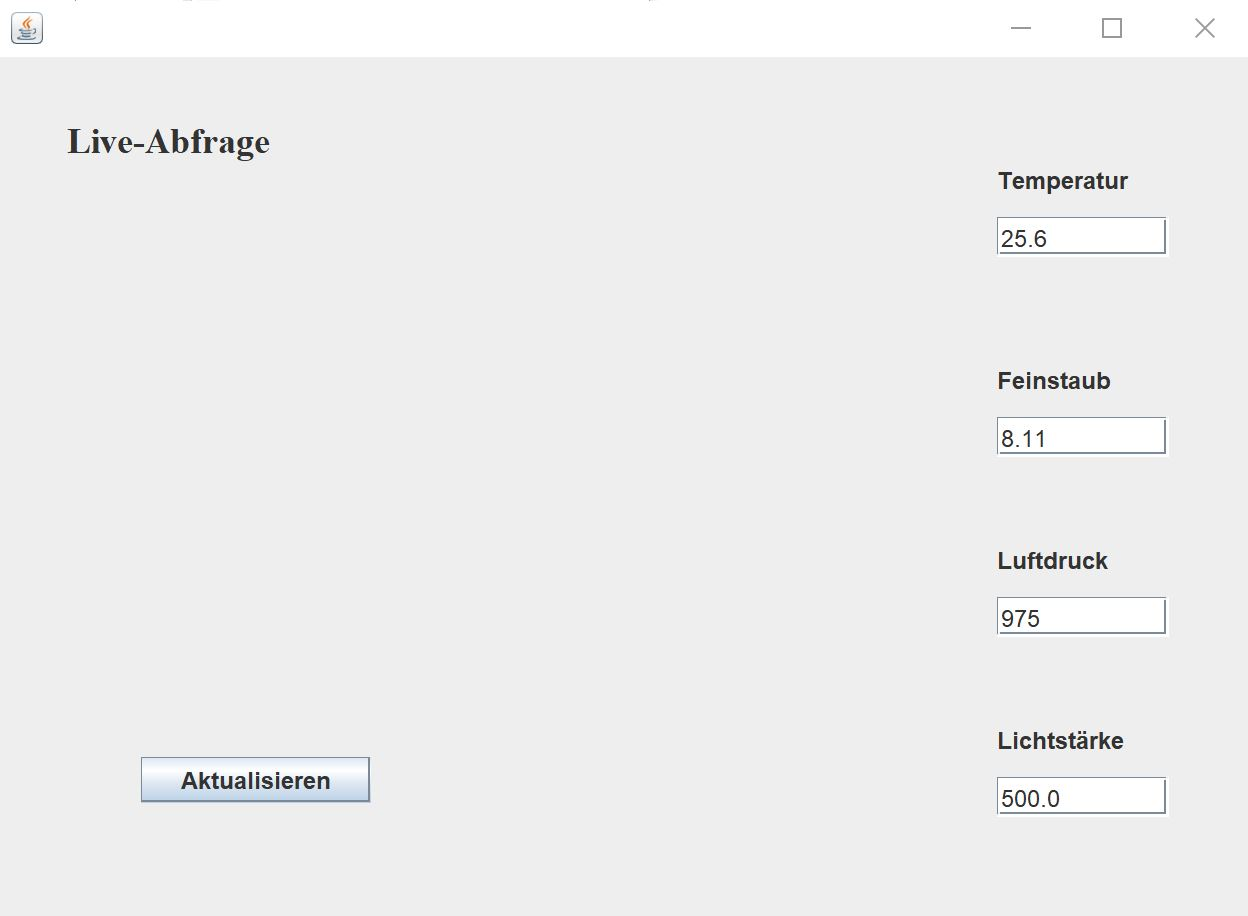 Live-Abfrage
Temperatur
25.6
Feinstaub
8.11
Luftdruck
975
Lichtstärke
500.0
Aktualisieren